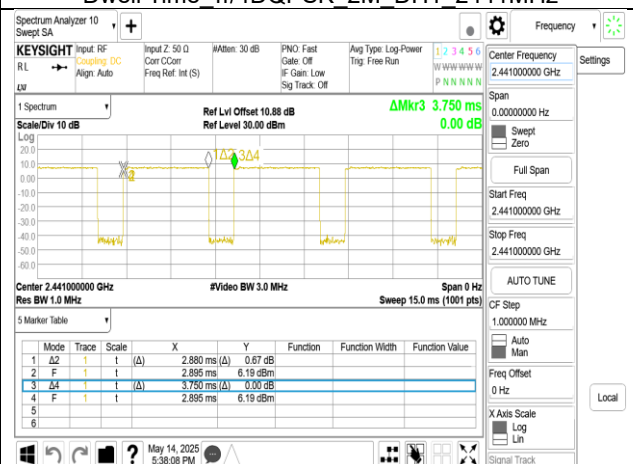 Spectrum Analyzer 10
Swept SA
+
Frequency
KEYSIGHT
RL
Input: RF
Coupling: DC
Align: Auto
Input Z: 50 Ω
Corr CCorr
Freq Ref: Int (S)
#Atten: 30 dB
PNO: Fast
Gate: Off
IF Gain: Low
Sig Track: Off
Avg Type: Log-Power
Trig: Free Run
1 2 3 4 5 6
W W W W W W
P N N N N N
LXI
1 Spectrum
Scale/Div 10 dB
Ref Lvl Offset 10.88 dB
Ref Level 30.00 dBm
ΔMkr3 3.750 ms
0.00 dB
Log
20.0
10.0
0.00
-10.0
-20.0
-30.0
-40.0
-50.0
-60.0
3Δ4
Center 2.441000000 GHz
Res BW 1.0 MHz
#Video BW 3.0 MHz
Span 0 Hz
Sweep 15.0 ms (1001 pts)
5 Marker Table
Mode Trace Scale X Y Function Function Width Function Value
1 Δ2 1 t (Δ) 2.880 ms (Δ) 0.67 dB
2 F 1 t 2.895 ms 6.19 dBm
3 Δ4 1 t (Δ) 3.750 ms (Δ) 0.00 dB
4 F 1 t 2.895 ms 6.19 dBm
5
6
?
May 14, 2025
5:38:08 PM
Center Frequency
2.441000000 GHz
Settings
Span
0.00000000 Hz
Swept
Zero
Full Span
Start Freq
2.441000000 GHz
Stop Freq
2.441000000 GHz
AUTO TUNE
CF Step
1.000000 MHz
Auto
Man
Freq Offset
0 Hz
Local
X Axis Scale
Log
Lin
Signal Track